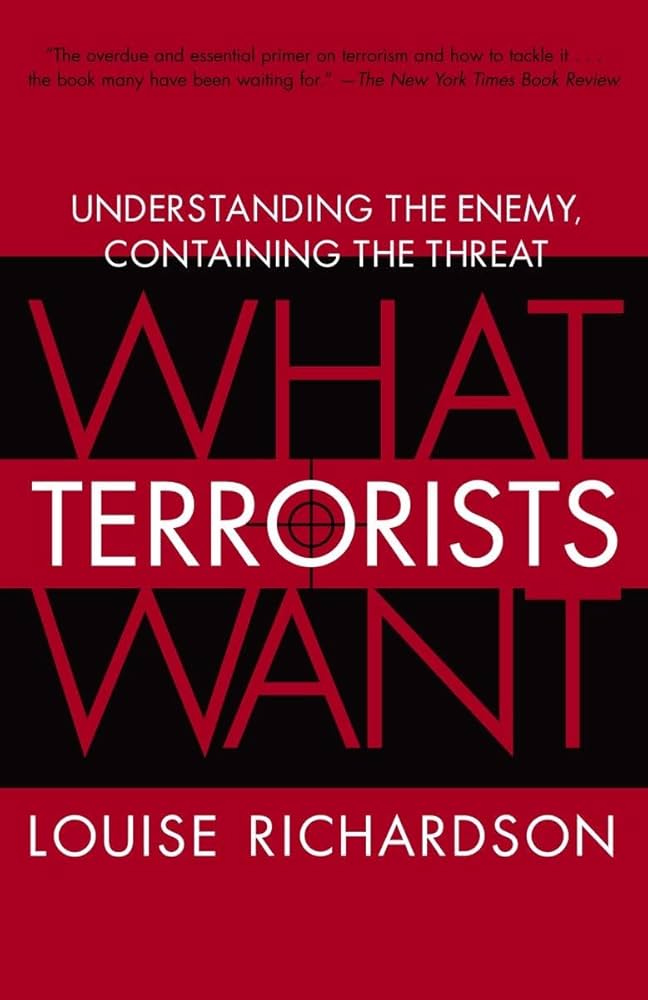 "The overdue and essential primer on terrorism and how to tackle it . . .
the book many have been waiting for." —The New York Times Book Review
UNDERSTANDING THE ENEMY,
CONTAINING THE THREAT
WHAT
TERRORISTS
WANT
LOUISE RICHARDSON